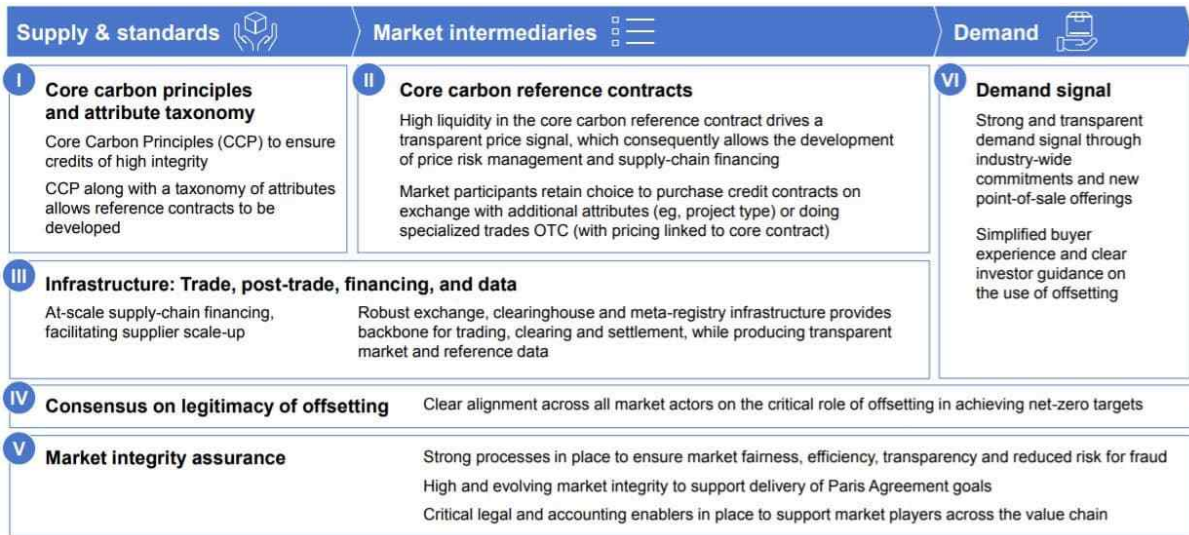 Supply & standards
Market intermediaries
Demand
I
Core carbon principles
and attribute taxonomy
Core Carbon Principles (CCP) to ensure
credits of high integrity
CCP along with a taxonomy of attributes
allows reference contracts to be
developed
II
Core carbon reference contracts
High liquidity in the core carbon reference contract drives a
transparent price signal, which consequently allows the development
of price risk management and supply-chain financing
Market participants retain choice to purchase credit contracts on
exchange with additional attributes (eg, project type) or doing
specialized trades OTC (with pricing linked to core contract)
VI
Demand signal
Strong and transparent
demand signal through
industry-wide
commitments and new
point-of-sale offerings
Simplified buyer
experience and clear
investor guidance on
the use of offsetting
III
Infrastructure: Trade, post-trade, financing, and data
At-scale supply-chain financing,
facilitating supplier scale-up
Robust exchange, clearinghouse and meta-registry infrastructure provides
backbone for trading, clearing and settlement, while producing transparent
market and reference data
IV
Consensus on legitimacy of offsetting
Clear alignment across all market actors on the critical role of offsetting in achieving net-zero targets
V
Market integrity assurance
Strong processes in place to ensure market fairness, efficiency, transparency and reduced risk for fraud
High and evolving market integrity to support delivery of Paris Agreement goals
Critical legal and accounting enablers in place to support market players across the value chain